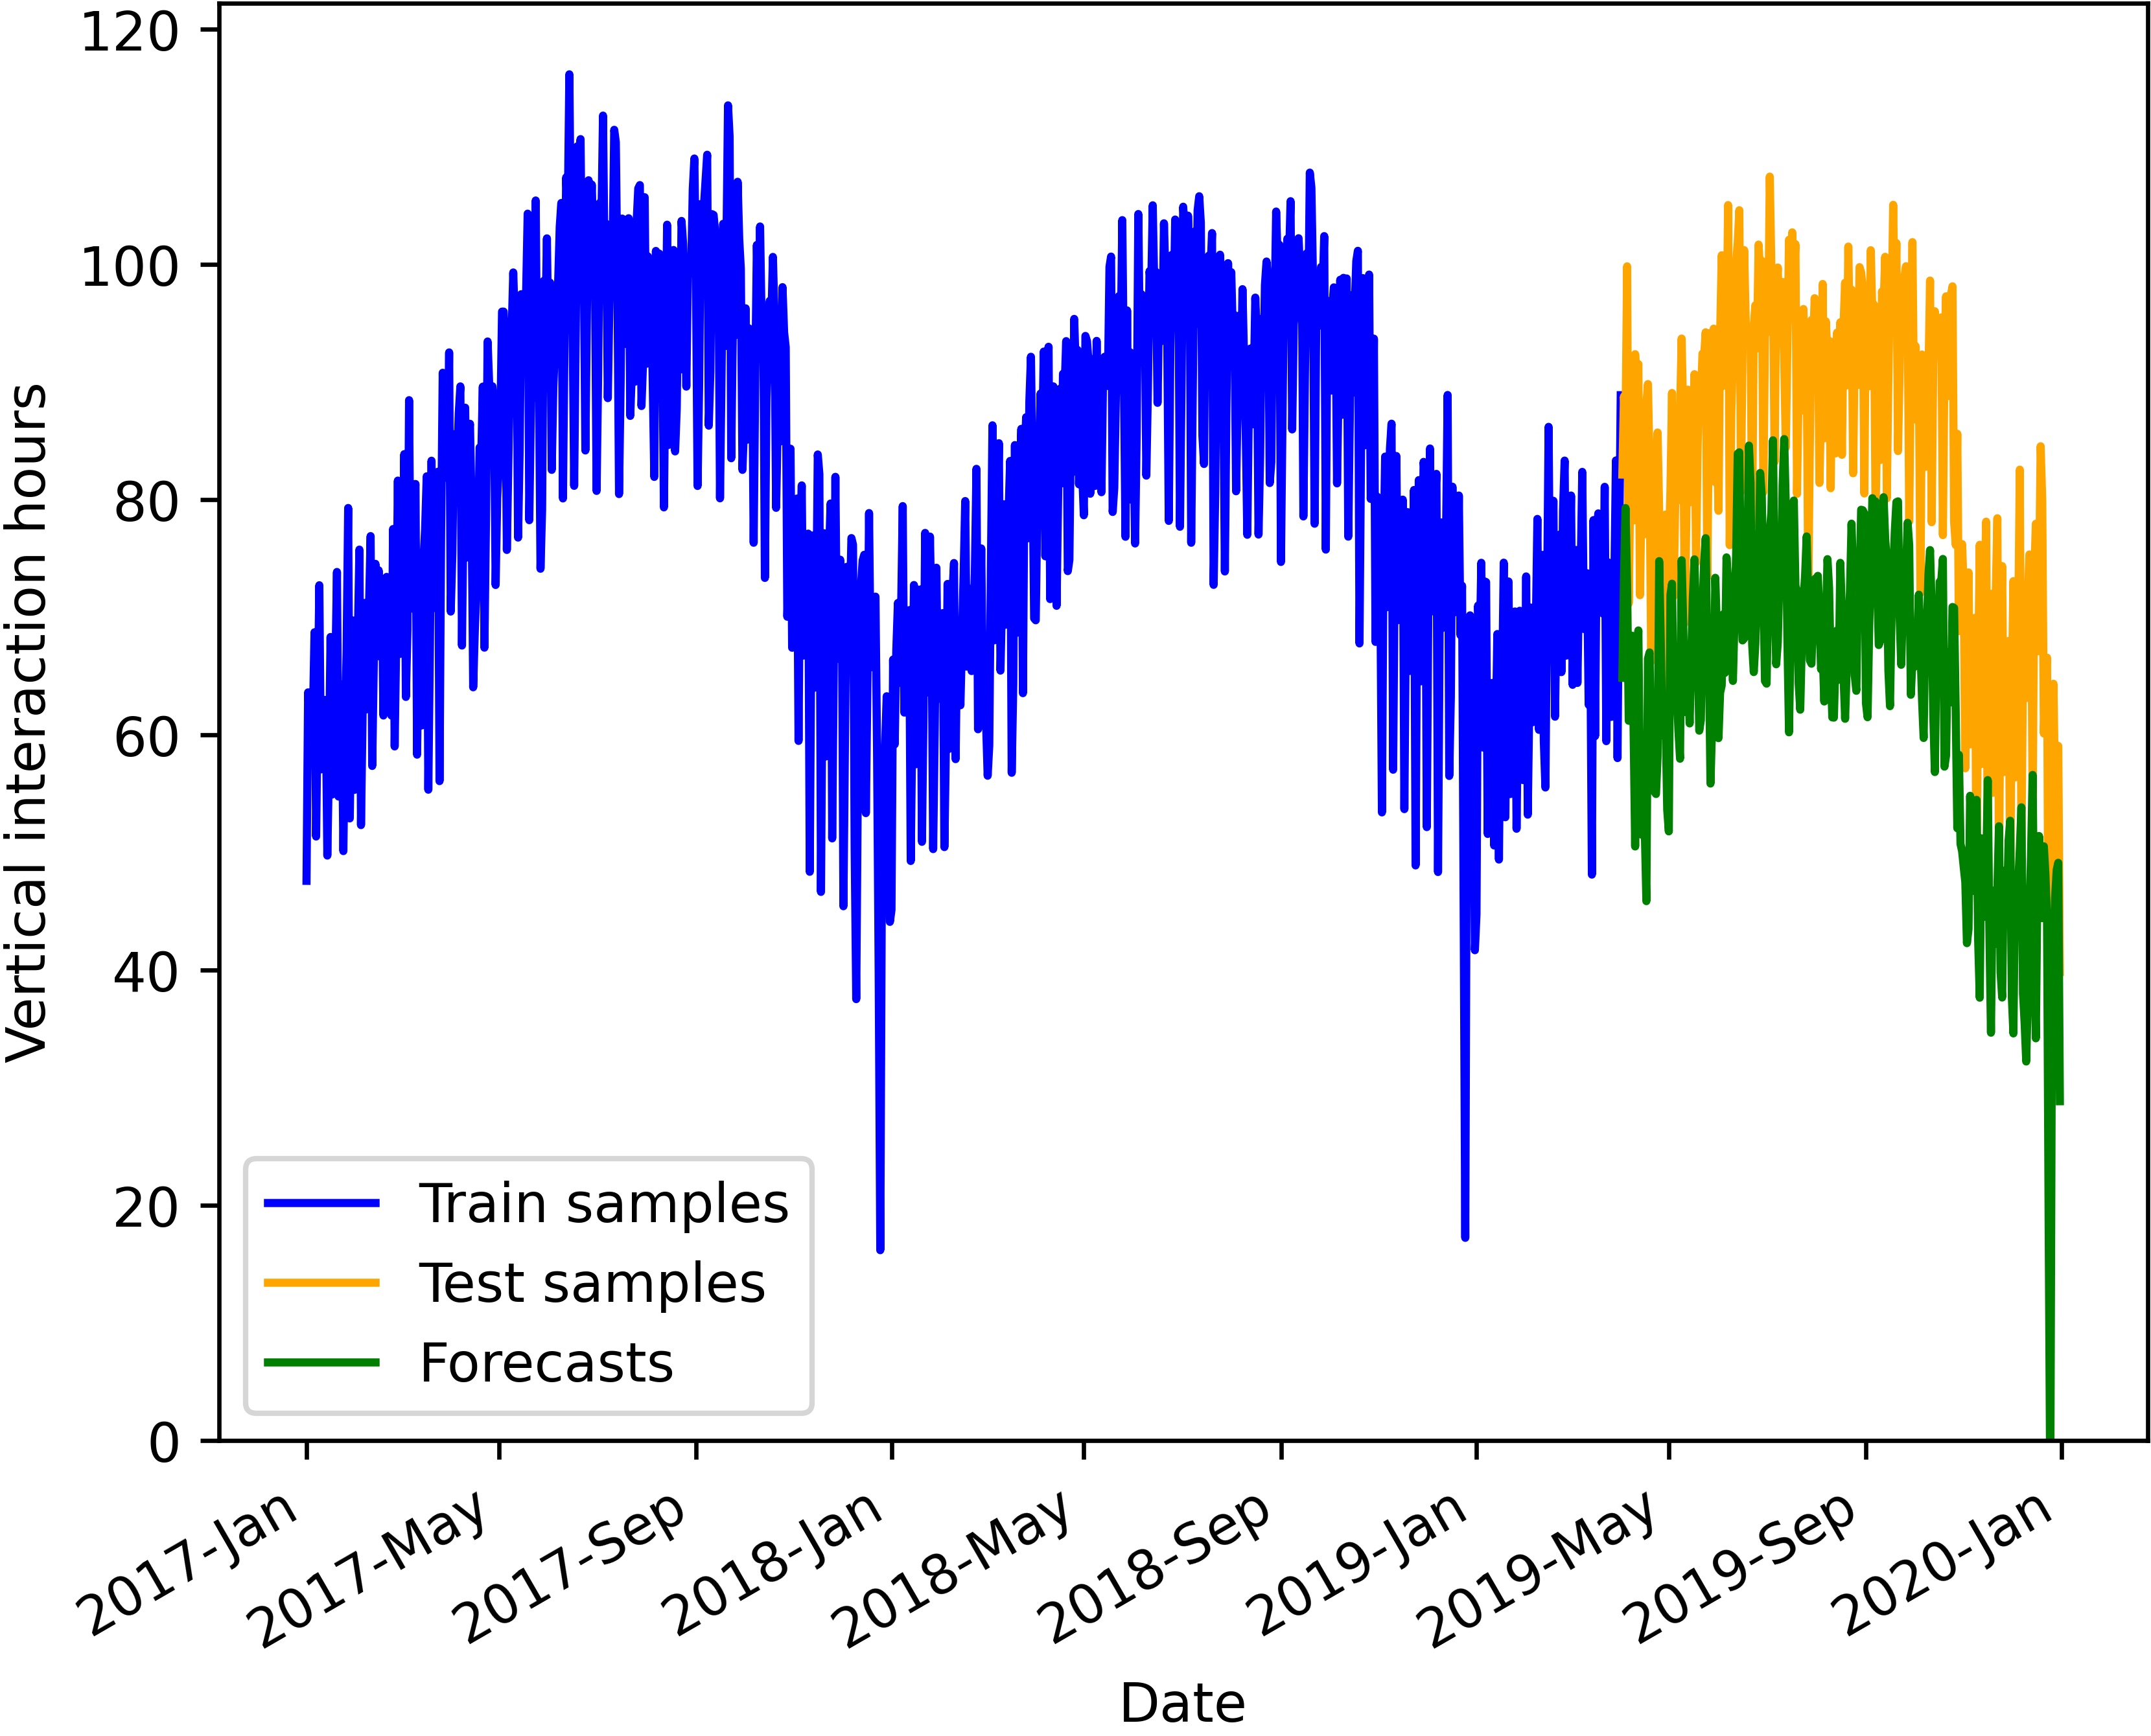 Vertical interaction hours
120
100
80
60
40
20
0
Train samples
Test samples
Forecasts
2017-Jan
2017-May
2017-Sep
2018-Jan
2018-May
2018-Sep
2019-Jan
2019-May
2019-Sep
2020-Jan
Date